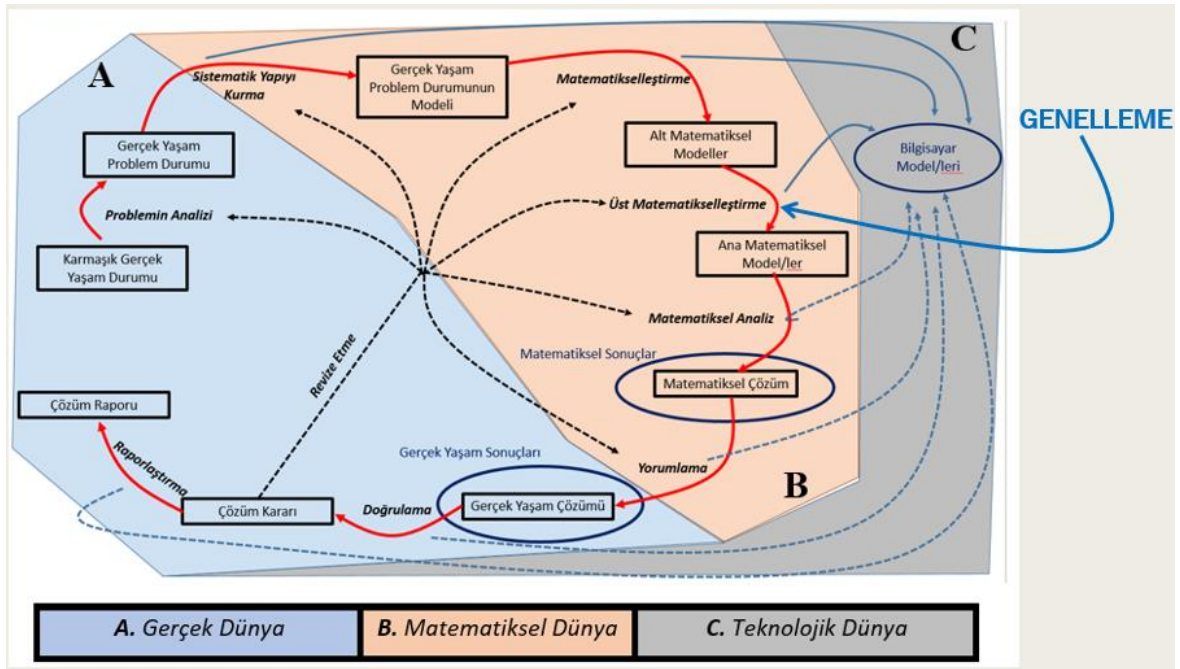 C
A
Sistematik Yapıyı
Kurma
Gerçek Yaşam
Problem Durumunun
Modeli
Matematikselleştirme
GENELLEME
Gerçek Yaşam
Problem Durumu
Alt Matematiksel
Modeller
Bilgisayar
Model/leri
Problemin Analizi
Üst Matematikselleştirme
Karmaşık Gerçek
Yaşam Durumu
Ana Matematiksel
Model/ler
Matematiksel Analiz
Matematiksel Sonuçlar
Revize Etme
Matematiksel Çözüm
Çözüm Raporu
Gerçek Yaşam Sonuçları
Raporlaştırma
Yorumlama
B
Çözüm Kararı
Doğrulama
Gerçek Yaşam Çözümü
A. Gerçek Dünya
B. Matematiksel Dünya
C. Teknolojik Dünya